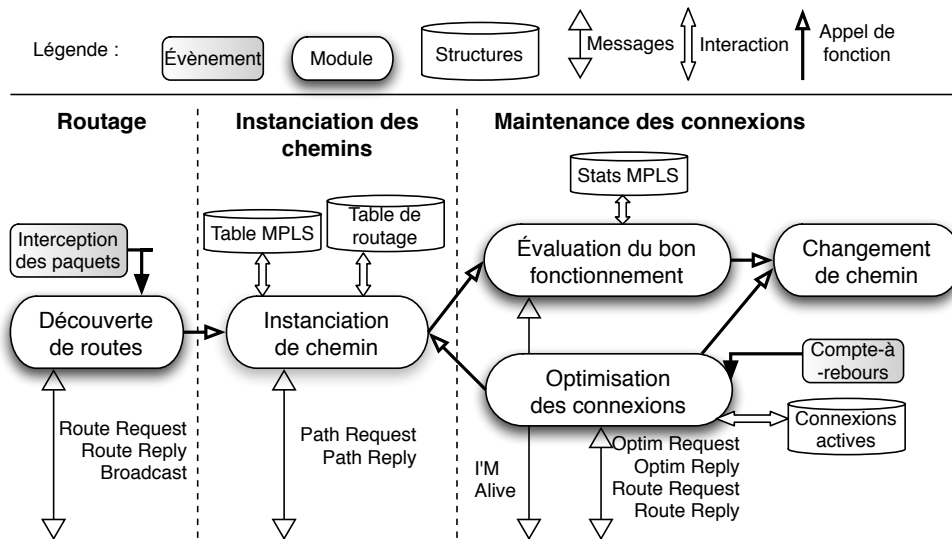 Légende :
Évènement
Module
Structures
Messages
Interaction
Appel de
fonction
Routage
Instanciation des
chemins
Maintenance des connexions
Interception
des paquets
Découverte
de routes
Route Request
Route Reply
Broadcast
Table MPLS
Table de
routage
Instanciation
de chemin
Path Request
Path Reply
Stats MPLS
Évaluation du bon
fonctionnement
Changement
de chemin
Optimisation
des connexions
Compte-à
-rebours
Connexions
actives
I'M
Alive
Optim Request
Optim Reply
Route Request
Route Reply